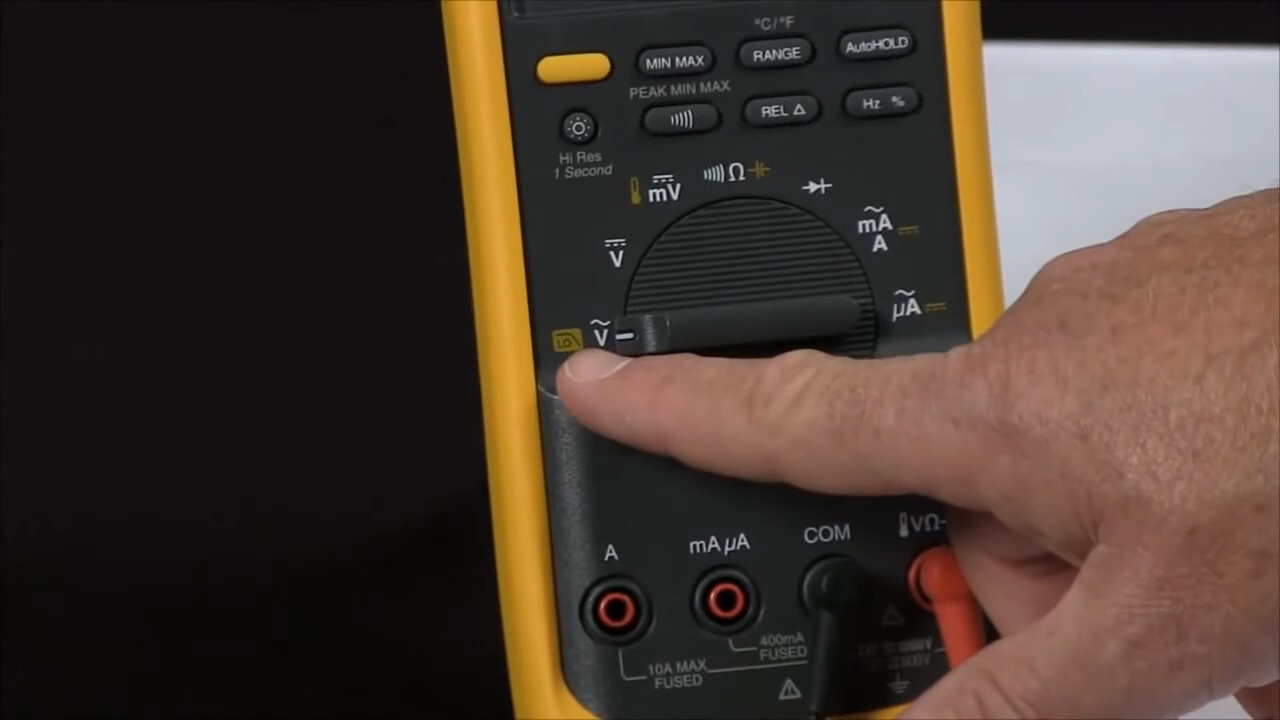 °C/°F
MIN MAX
RANGE
AutoHOLD
PEAK MIN MAX
REL Δ
Hz %
Hi Res
1 Second
mV
Ω
V
mA
A
µA
LO
V
A
mA µA
COM
VΩ
400mA
FUSED
10A MAX
FUSED